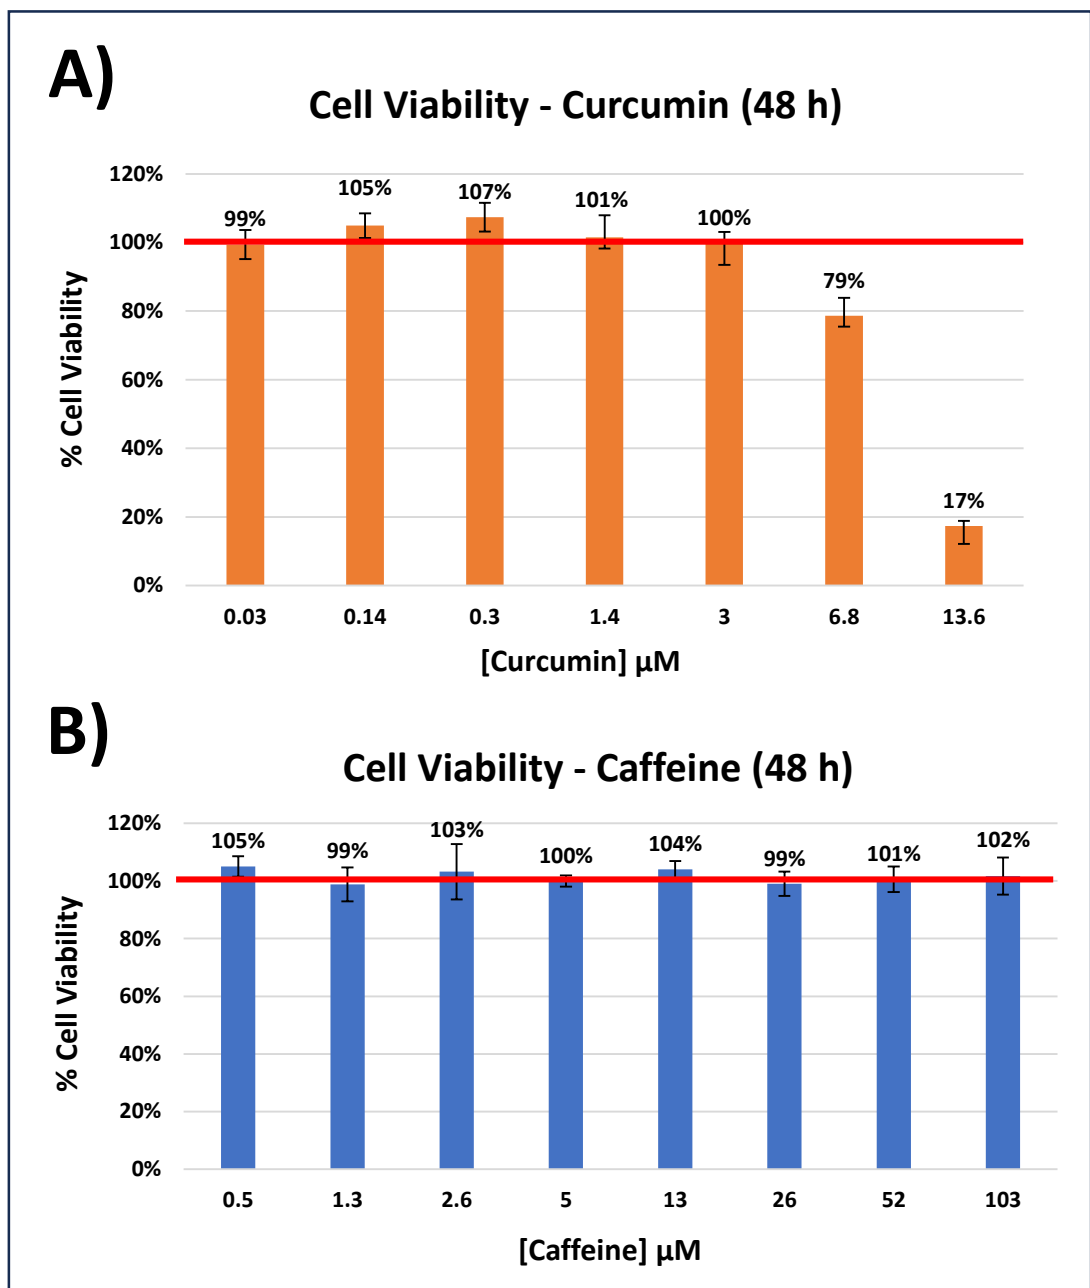 A)
Cell Viability - Curcumin (48 h)
120%
100%
80%
60%
40%
20%
0%
% Cell Viability
99% 105% 107% 101% 100% 79% 17%
0.03 0.14 0.3 1.4 3 6.8 13.6
[Curcumin] μM
B)
Cell Viability - Caffeine (48 h)
120%
100%
80%
60%
40%
20%
0%
% Cell Viability
105% 99% 103% 100% 104% 99% 101% 102%
0.5 1.3 2.6 5 13 26 52 103
[Caffeine] μM